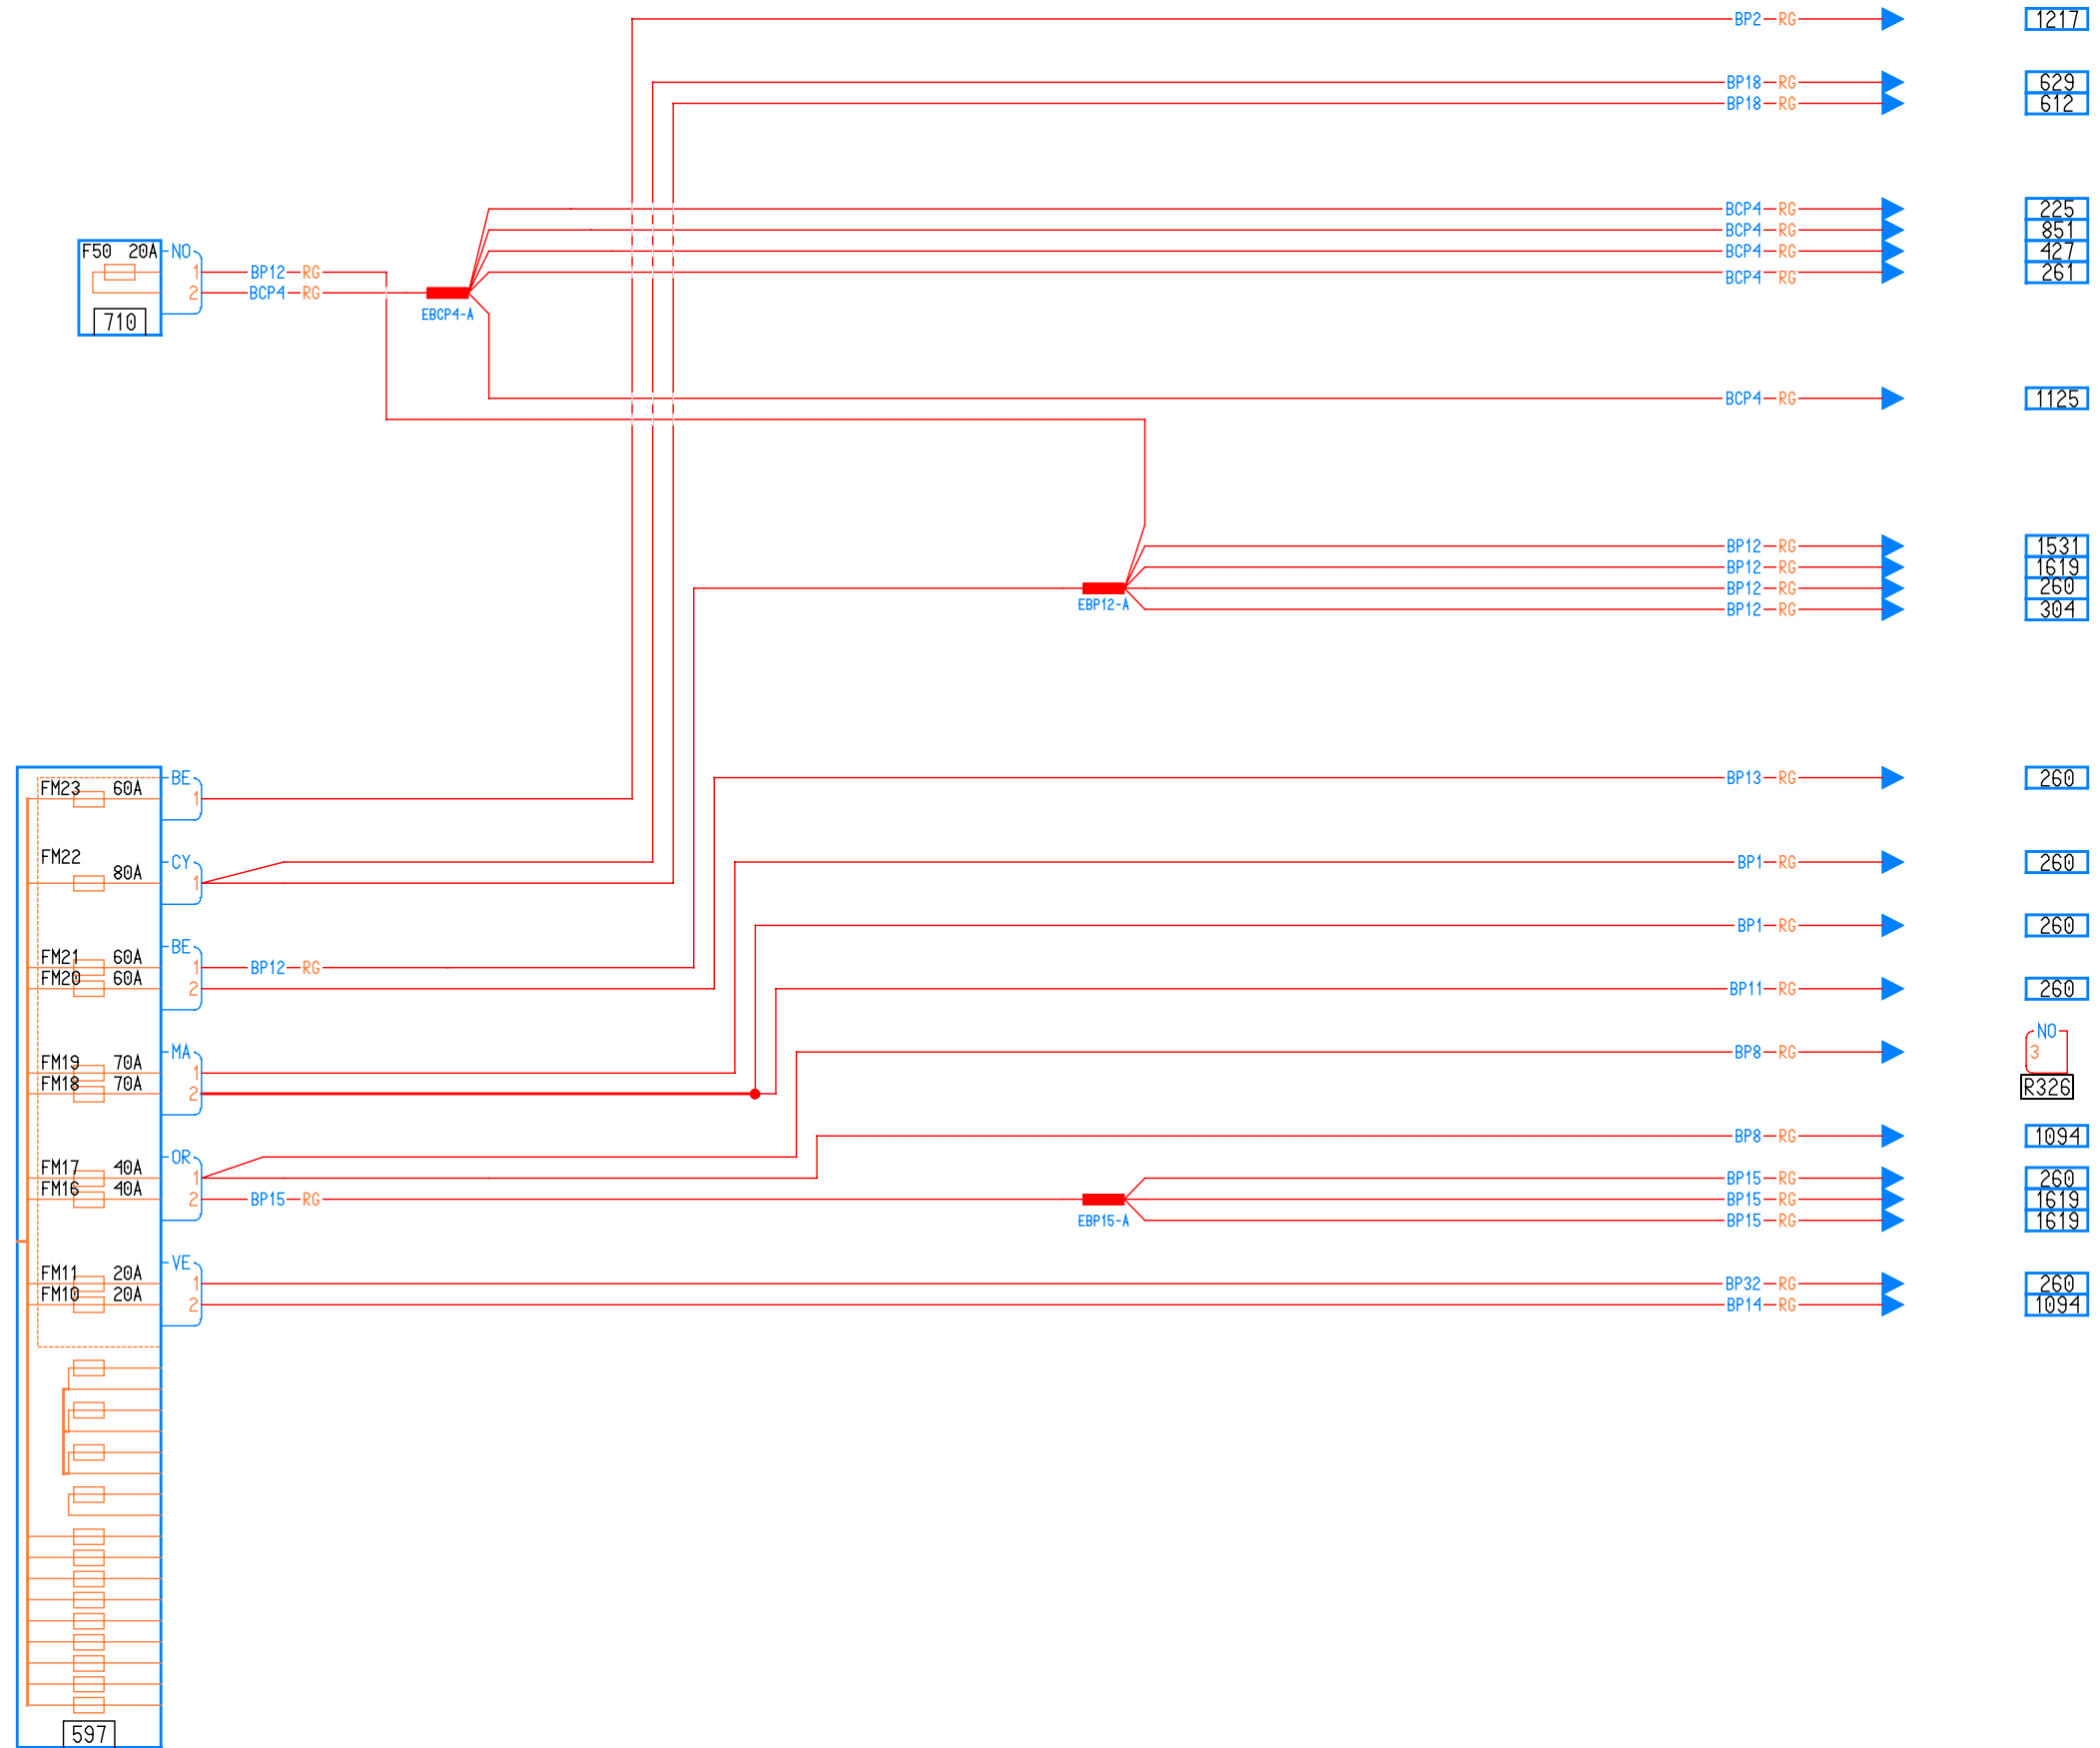 BP2 RG 1217
BP18 RG 629
BP18 RG 612
BCP4 RG 225
BCP4 RG 851
F50 20A NO BCP4 RG 427
1 BP12 RG BCP4 RG 261
2 BCP4 RG
EBCP4-A
710
BCP4 RG 1125
BP12 RG 1531
BP12 RG 1619
BP12 RG 260
EBP12-A BP12 RG 304
BE BP13 RG 260
FM23 60A 1
FM22 CY BP1 RG 260
80A 1
BP1 RG 260
BE
FM21 60A 1 BP12 RG
FM20 60A 2 BP11 RG 260
NO
MA BP8 RG 3
FM19 70A 1
FM18 70A 2 R326
BP8 RG 1094
OR
FM17 40A 1 BP15 RG 260
FM16 40A 2 BP15 RG BP15 RG 1619
EBP15-A BP15 RG 1619
VE
FM11 20A 1 BP32 RG 260
FM10 20A 2 BP14 RG 1094
597